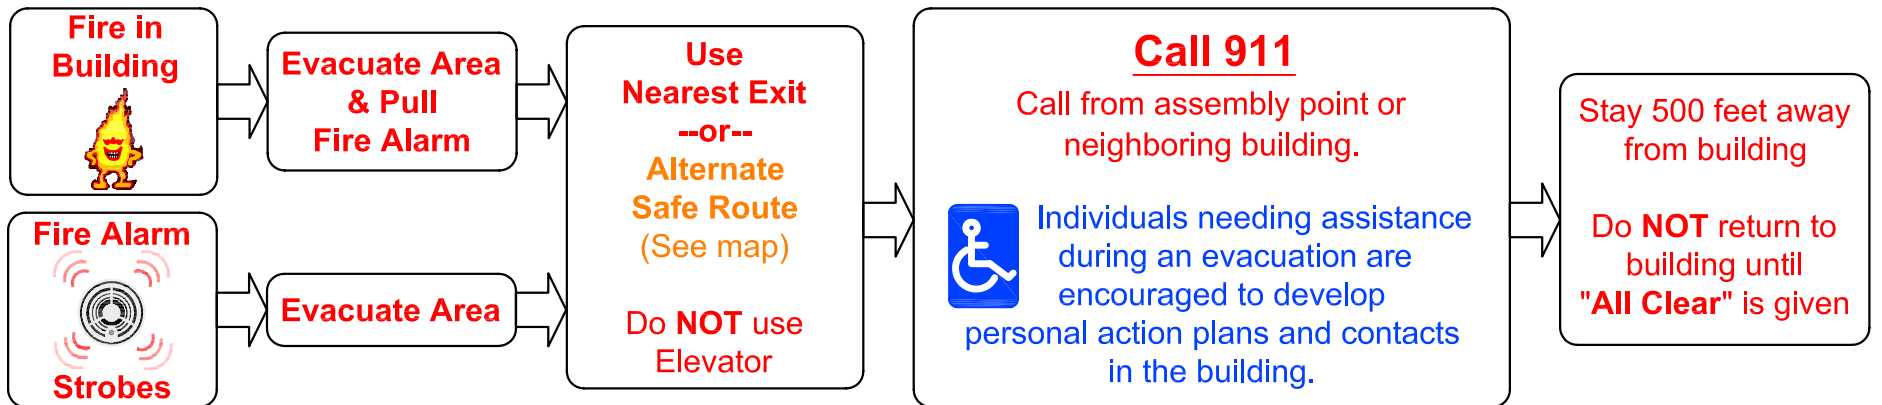 Fire in
Building
Evacuate Area
& Pull
Fire Alarm
Fire Alarm
Strobes
Evacuate Area
Use
Nearest Exit
--or--
Alternate
Safe Route
(See map)
Do NOT use
Elevator
Call 911
Call from assembly point or
neighboring building.
Individuals needing assistance
during an evacuation are
encouraged to develop
personal action plans and contacts
in the building.
Stay 500 feet away
from building
Do NOT return to
building until
"All Clear" is given